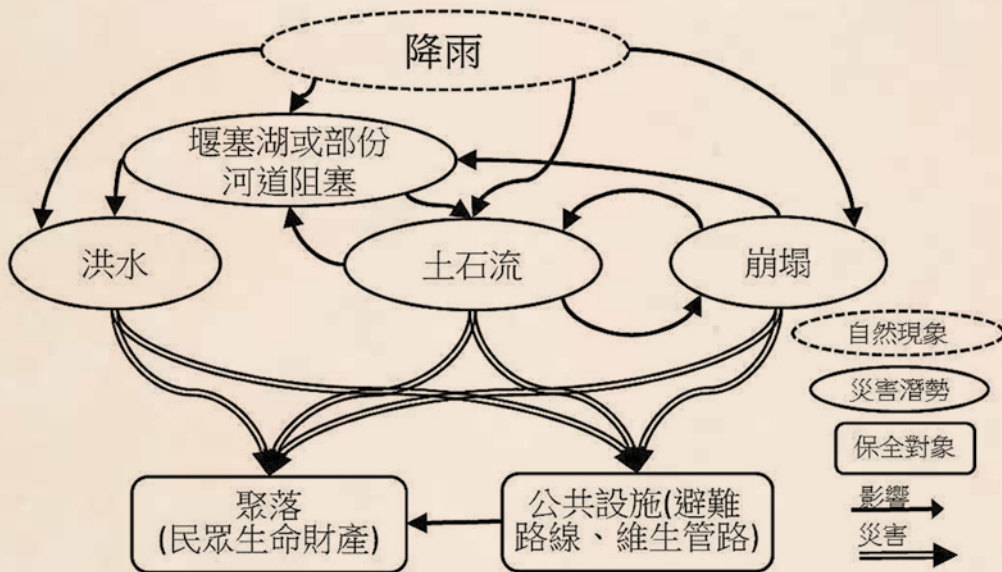 降雨
堰塞湖或部份
河道阻塞
洪水
土石流
崩塌
自然現象
災害潛勢
保全對象
影響
災害
聚落
(民眾生命財產)
公共設施(避難
路線、維生管路)